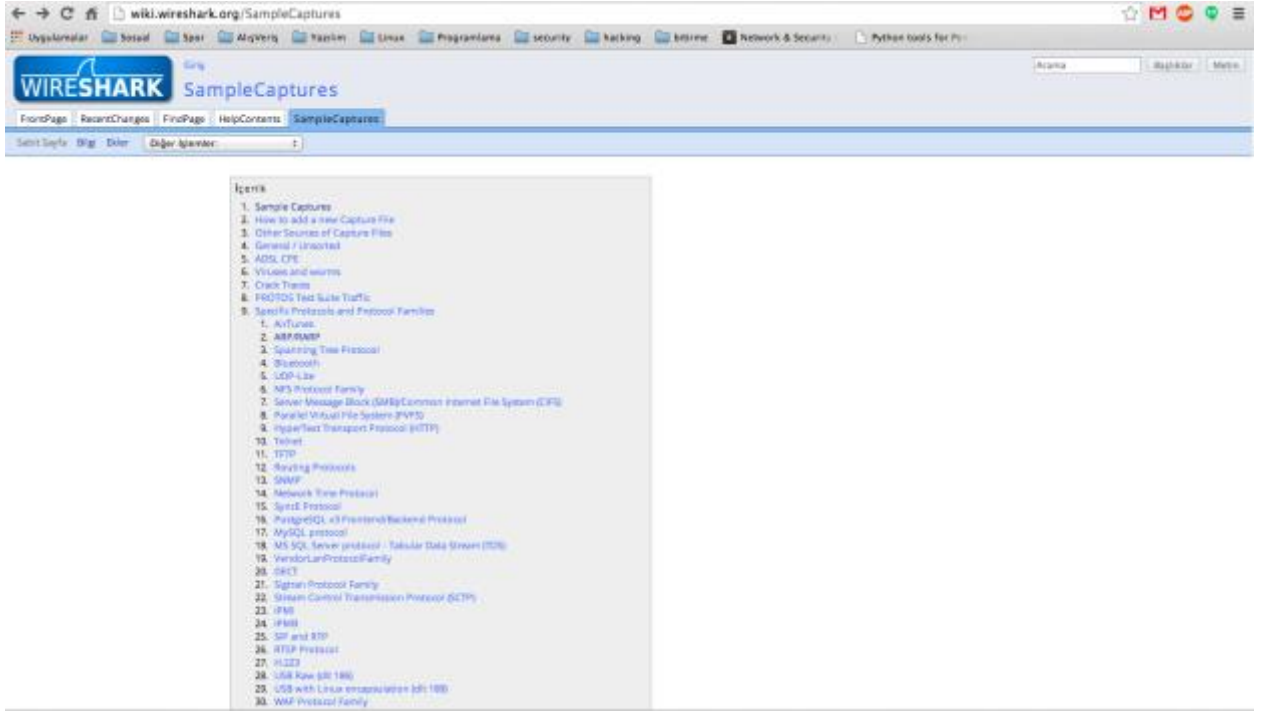 wiki.wireshark.org/SampleCaptures
Uygulamalar Sosyal Spor Alışveriş Yazılım Linux Programlama security hacking bitirme Network & Security Python tools for
WIRESHARK
Giriş
SampleCaptures
Arama Başlıklar Metin
FrontPage RecentChanges FindPage HelpContents SampleCaptures
Sabit Sayfa Bilgi Ekler Diğer İşlemler:
İçerik
1. Sample Captures
2. How to add a new Capture File
3. Other Sources of Capture Files
4. General / Unsorted
5. ADSL CPE
6. Viruses and worms
7. Crack Traces
8. PROTOS Test Suite Traffic
9. Specific Protocols and Protocol Families
1. AirTunes
2. ARP/RARP
3. Spanning Tree Protocol
4. Bluetooth
5. UDP-Lite
6. NFS Protocol Family
7. Server Message Block (SMB)/Common Internet File System (CIFS)
8. Parallel Virtual File System (PVFS)
9. HyperText Transport Protocol (HTTP)
10. Telnet
11. TFTP
12. Routing Protocols
13. SNMP
14. Network Time Protocol
15. SyncE Protocol
16. PostgreSQL v3 Frontend/Backend Protocol
17. MySQL protocol
18. MS SQL Server protocol - Tabular Data Stream (TDS)
19. VendorLanProtocolFamily
20. DECT
21. Sigtran Protocol Family
22. Stream Control Transmission Protocol (SCTP)
23. IPMI
24. IPMB
25. SIP and RTP
26. RTSP Protocol
27. H.223
28. USB Raw (dlt 186)
29. USB with Linux encapsulation (dlt 189)
30. WAP Protocol Family